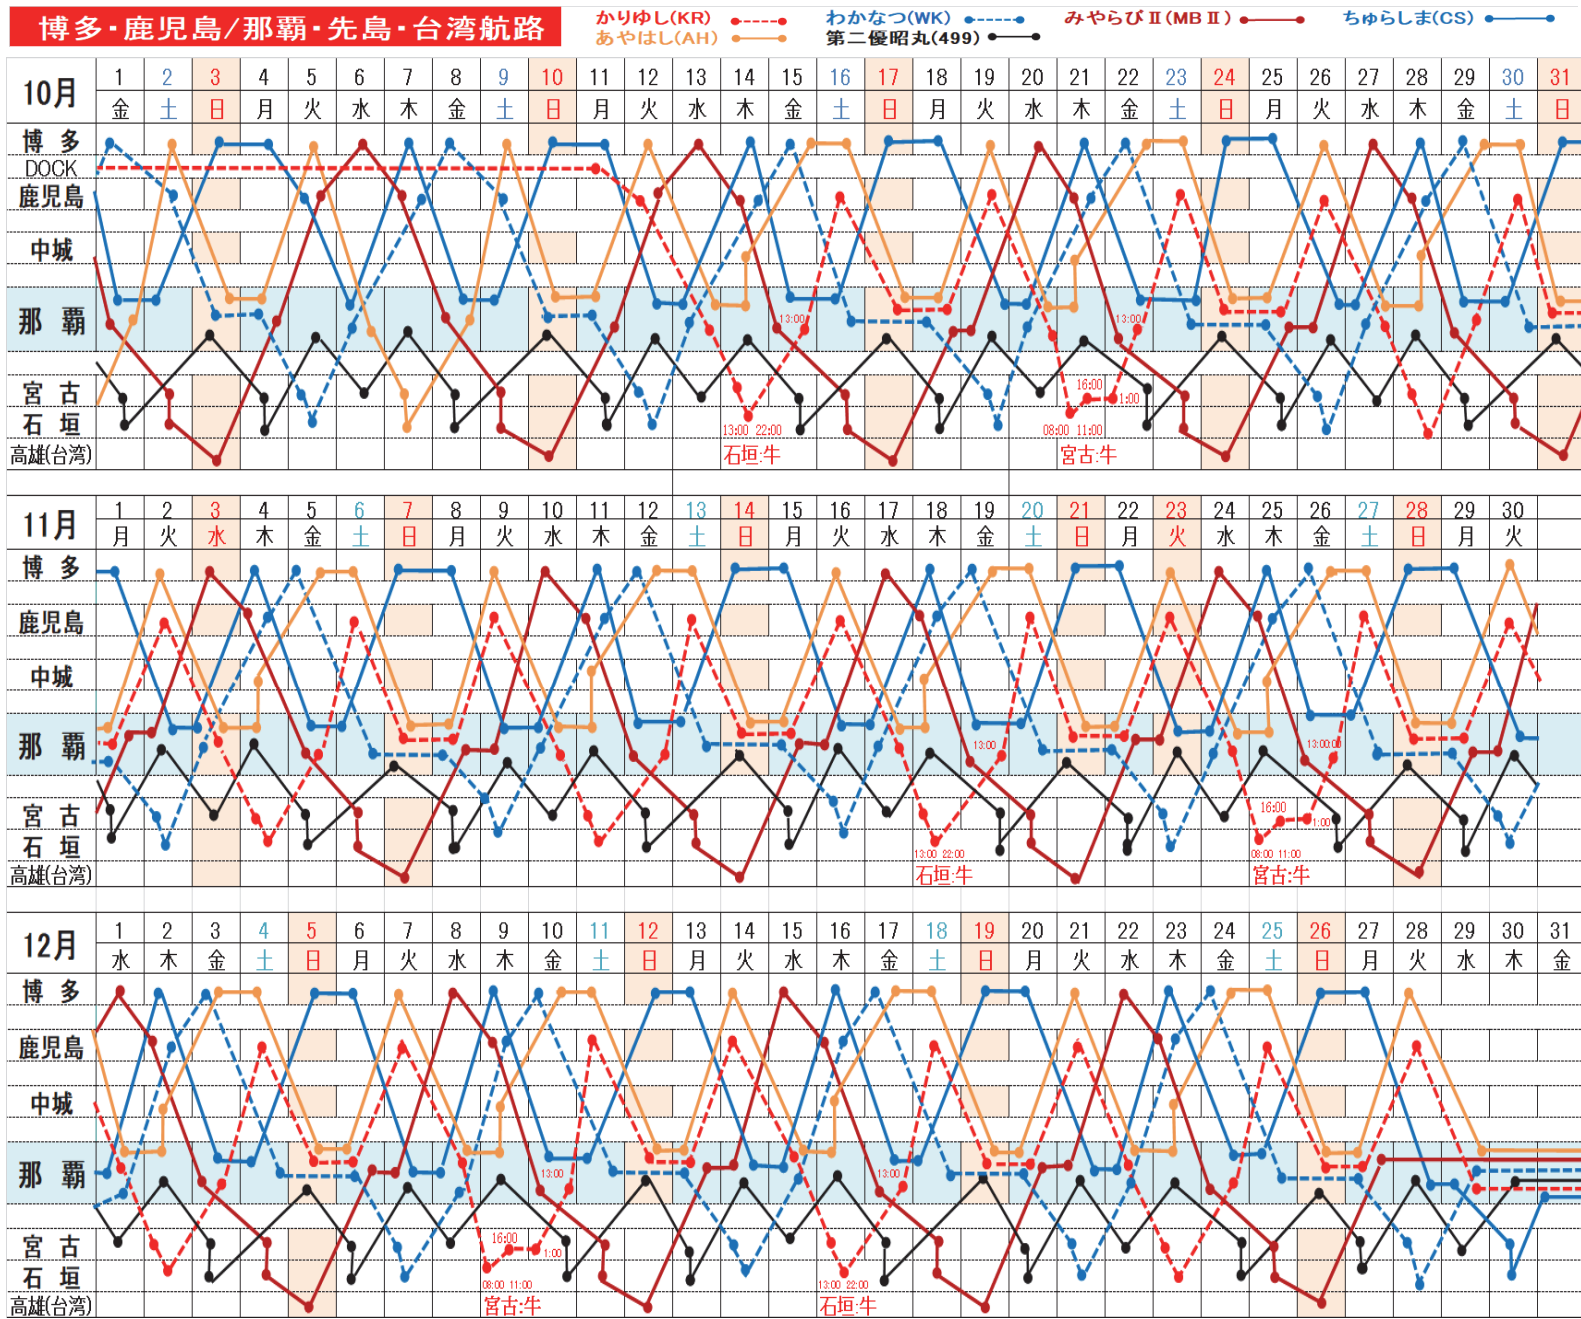 博多・鹿児島/那覇・先島・台湾航路
かりゆし(KR)
わかなつ(WK)
みやらびⅡ(MBⅡ)
ちゅらしま(CS)
あやはし(AH)
第二優昭丸(499)
10月
1 2 3 4 5 6 7 8 9 10 11 12 13 14 15 16 17 18 19 20 21 22 23 24 25 26 27 28 29 30 31
金 土 日 月 火 水 木 金 土 日 月 火 水 木 金 土 日 月 火 水 木 金 土 日 月 火 水 木 金 土 日
博多
DOCK
鹿児島
中城
那覇
13:00 13:00
宮古
16:00
1:00
石垣
13:00 22:00
08:00 11:00
高雄(台湾)
石垣:牛
宮古:牛
11月
1 2 3 4 5 6 7 8 9 10 11 12 13 14 15 16 17 18 19 20 21 22 23 24 25 26 27 28 29 30
月 火 水 木 金 土 日 月 火 水 木 金 土 日 月 火 水 木 金 土 日 月 火 水 木 金 土 日 月 火
博多
鹿児島
中城
那覇
13:00 13:00:00
宮古
16:00
1:00
石垣
13:00 22:00
08:00 11:00
高雄(台湾)
石垣:牛
宮古:牛
12月
1 2 3 4 5 6 7 8 9 10 11 12 13 14 15 16 17 18 19 20 21 22 23 24 25 26 27 28 29 30 31
水 木 金 土 日 月 火 水 木 金 土 日 月 火 水 木 金 土 日 月 火 水 木 金 土 日 月 火 水 木 金
博多
鹿児島
中城
那覇
13:00 13:00
宮古
16:00
1:00
石垣
08:00 11:00
13:00 22:00
高雄(台湾)
宮古:牛
石垣:牛